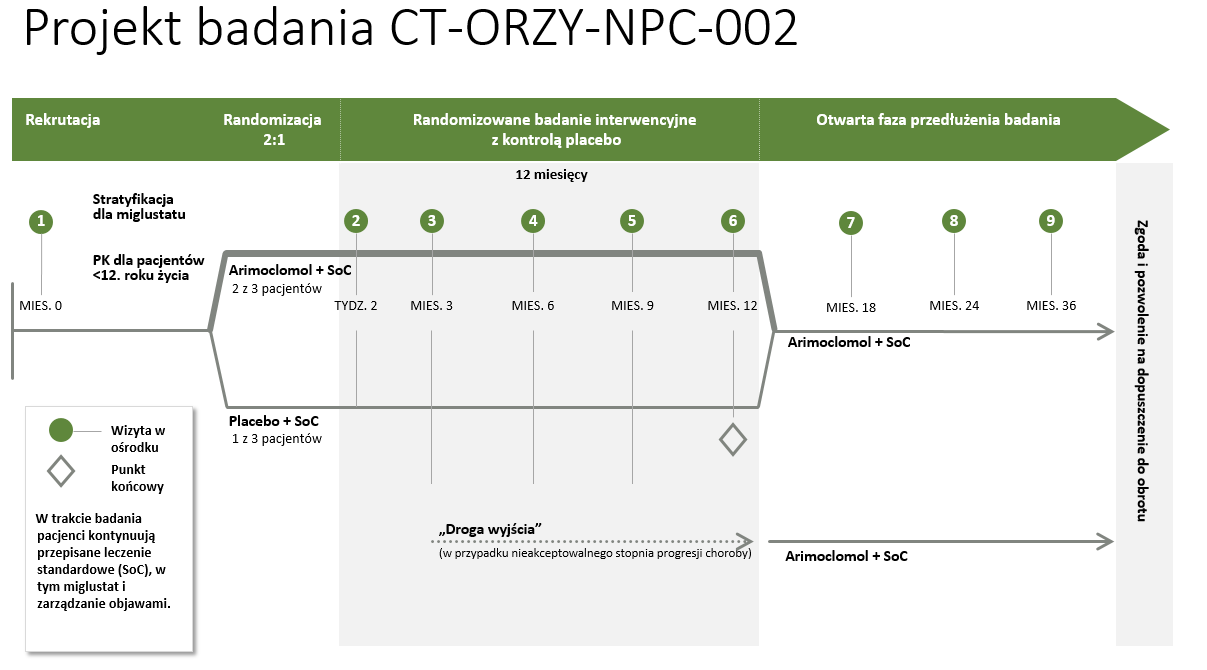 Projekt badania CT-ORZY-NPC-002
Rekrutacja
Randomizacja
2:1
Randomizowane badanie interwencyjne
z kontrolą placebo
Otwarta faza przedłużenia badania
12 miesięcy
Stratyfikacja
dla miglustatu
PK dla pacjentów
<12. roku życia
1
2
3
4
5
6
7
8
9
Arimoclomol + SoC
2 z 3 pacjentów
MIES. 0
TYDZ. 2
MIES. 3
MIES. 6
MIES. 9
MIES. 12
MIES. 18
MIES. 24
MIES. 36
Arimoclomol + SoC
Placebo + SoC
1 z 3 pacjentów
Wizyta w
ośrodku
Punkt
końcowy
W trakcie badania
pacjenci kontynuują
przepisane leczenie
standardowe (SoC), w
tym miglustat i
zarządzanie objawami.
„Droga wyjścia”
(w przypadku nieakceptowalnego stopnia progresji choroby)
Arimoclomol + SoC
Zgoda i pozwolenie na dopuszczenie do obrotu